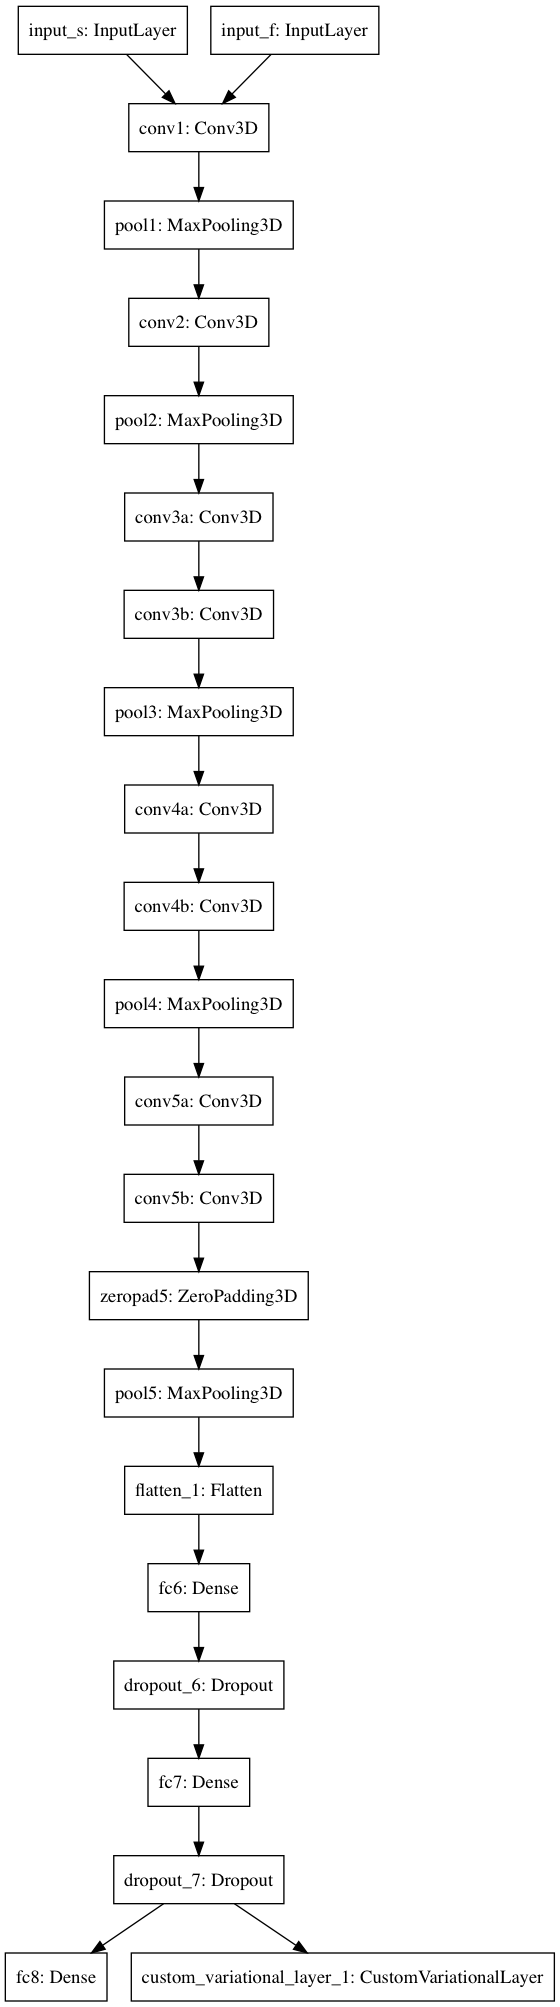 input_s: InputLayer
input_f: InputLayer
conv1: Conv3D
pool1: MaxPooling3D
conv2: Conv3D
pool2: MaxPooling3D
conv3a: Conv3D
conv3b: Conv3D
pool3: MaxPooling3D
conv4a: Conv3D
conv4b: Conv3D
pool4: MaxPooling3D
conv5a: Conv3D
conv5b: Conv3D
zeropad5: ZeroPadding3D
pool5: MaxPooling3D
flatten_1: Flatten
fc6: Dense
dropout_6: Dropout
fc7: Dense
dropout_7: Dropout
fc8: Dense
custom_variational_layer_1: CustomVariationalLayer